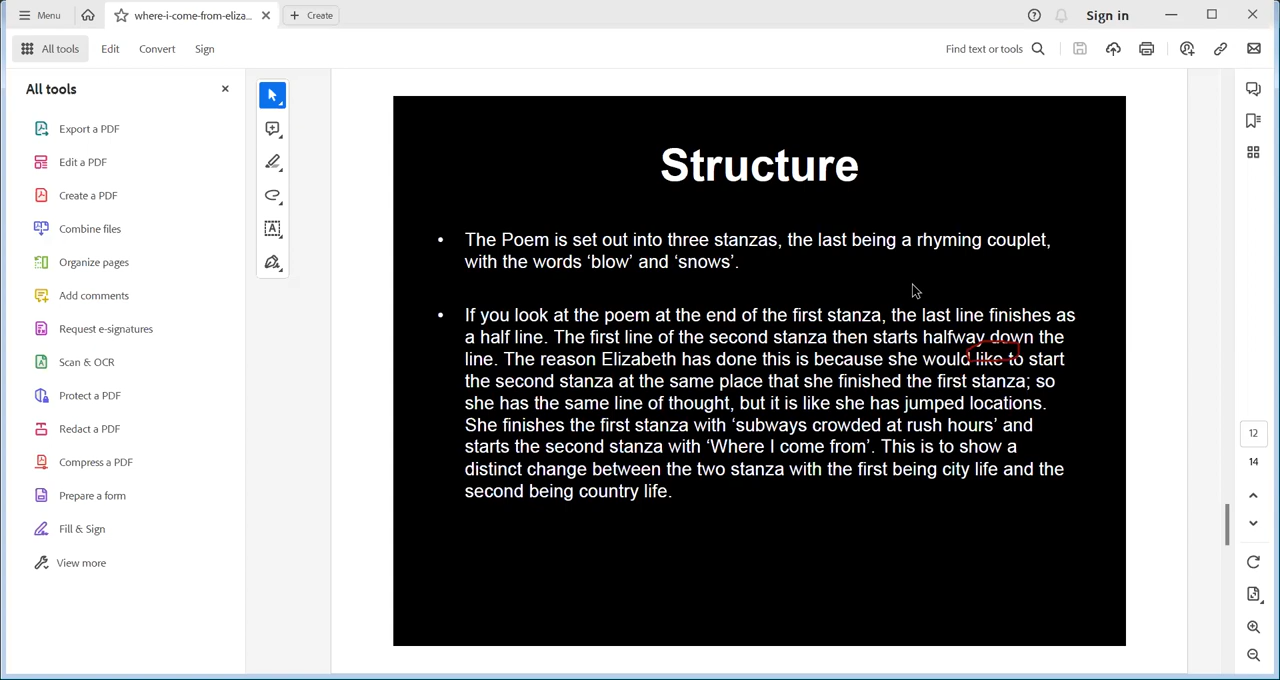 Menu
where-i-come-from-eliza...
Create
Sign in
All tools
Edit
Convert
Sign
Find text or tools
All tools
Export a PDF
Edit a PDF
Create a PDF
Combine files
Organize pages
Add comments
Request e-signatures
Scan & OCR
Protect a PDF
Redact a PDF
Compress a PDF
Prepare a form
Fill & Sign
View more
Structure
• The Poem is set out into three stanzas, the last being a rhyming couplet,
with the words ‘blow’ and ‘snows’.
• If you look at the poem at the end of the first stanza, the last line finishes as
a half line. The first line of the second stanza then starts halfway down the
line. The reason Elizabeth has done this is because she would like to start
the second stanza at the same place that she finished the first stanza; so
she has the same line of thought, but it is like she has jumped locations.
She finishes the first stanza with ‘subways crowded at rush hours’ and
starts the second stanza with ‘Where I come from’. This is to show a
distinct change between the two stanza with the first being city life and the
second being country life.
12
14